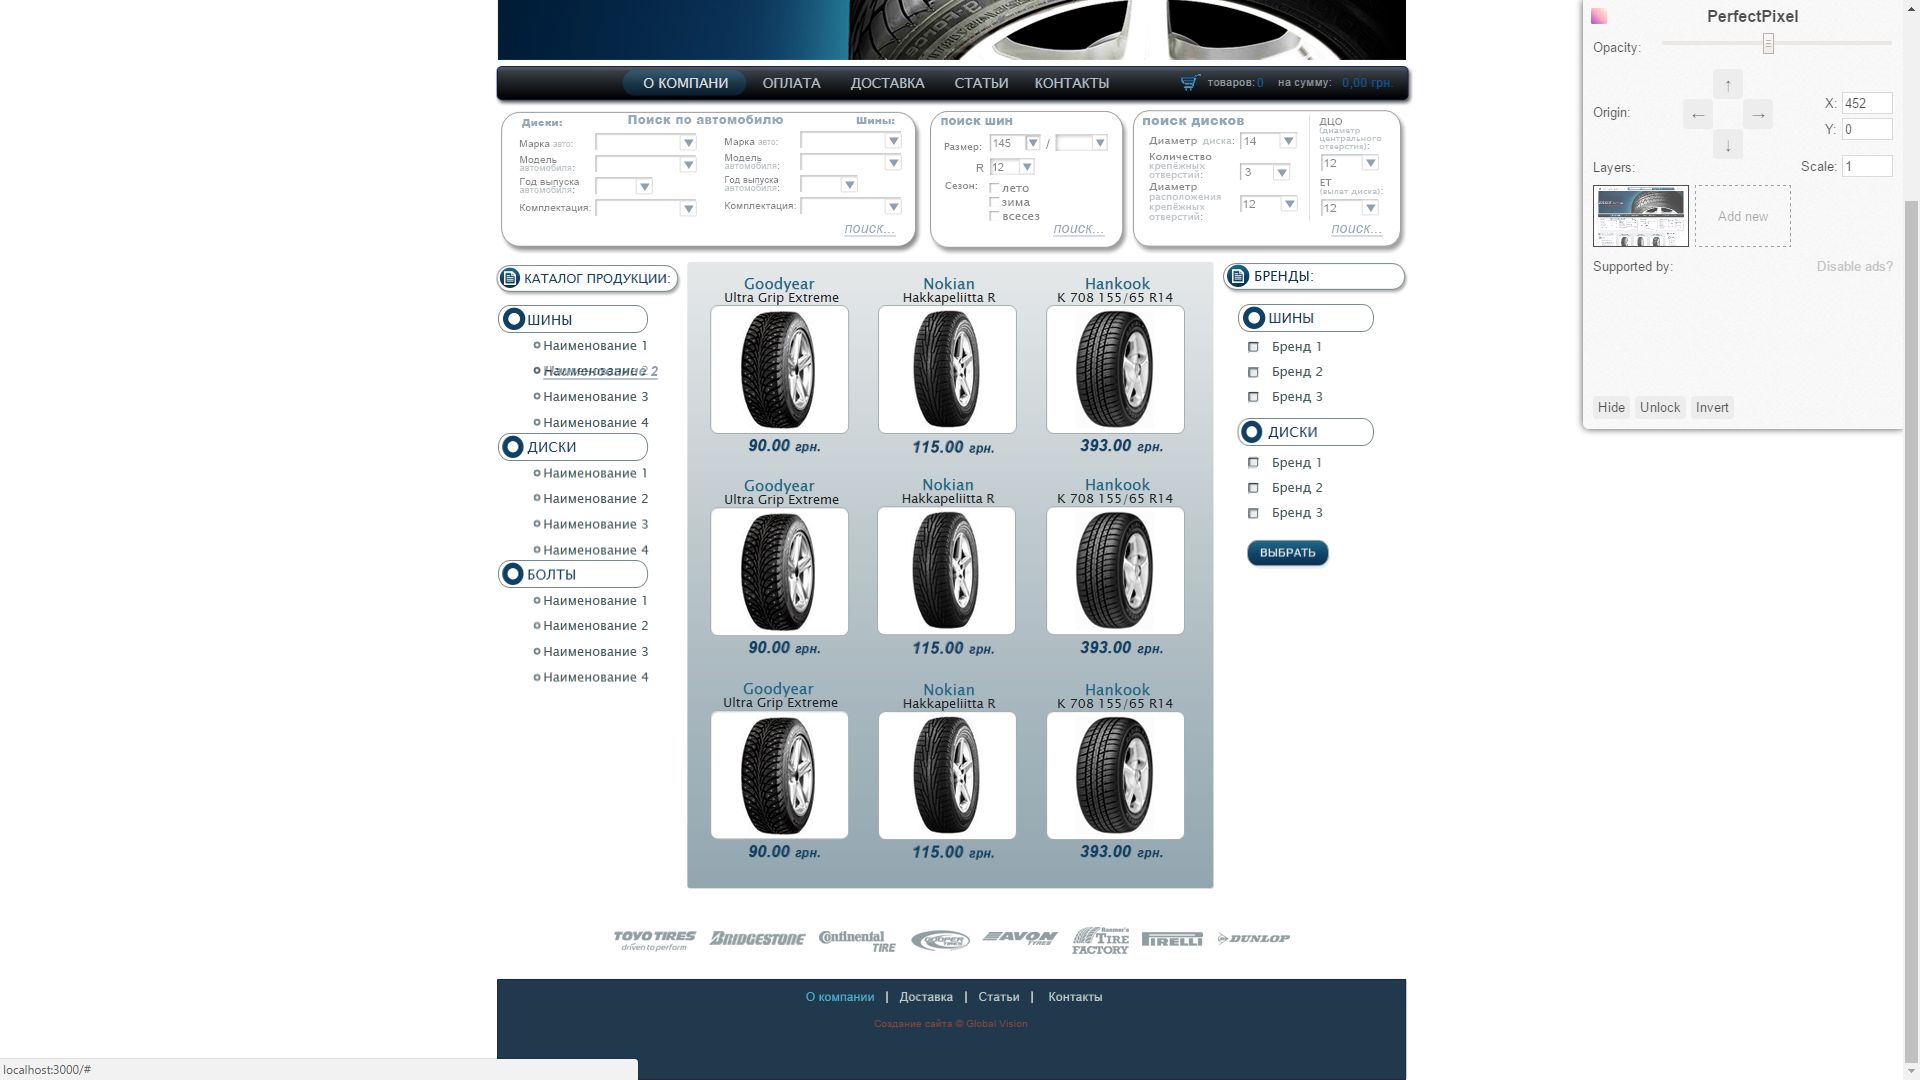 О КОМПАНИ ОПЛАТА ДОСТАВКА СТАТЬИ КОНТАКТЫ товаров: 0 на сумму: 0,00 грн.
Поиск по автомобилю
Диски:
Марка авто:
Модель
автомобиля:
Год выпуска
автомобиля:
Комплектация:
Шины:
Марка авто:
Модель
автомобиля:
Год выпуска
автомобиля:
Комплектация:
поиск...
поиск шин
Размер: 145 /
R 12
Сезон: лето
зима
всесез
поиск...
поиск дисков
Диаметр диска: 14
Количество
крепёжных
отверстий: 3
Диаметр
расположения
крепёжных
отверстий: 12
ДЦО
(диаметр
центрального
отверстия):
12
ET
(вылет диска):
12
поиск...
КАТАЛОГ ПРОДУКЦИИ:
ШИНЫ
Наименование 1
Наименование 2
Наименование 3
Наименование 4
ДИСКИ
Наименование 1
Наименование 2
Наименование 3
Наименование 4
БОЛТЫ
Наименование 1
Наименование 2
Наименование 3
Наименование 4
Goodyear
Ultra Grip Extreme
90.00 грн.
Nokian
Hakkapeliitta R
115.00 грн.
Hankook
K 708 155/65 R14
393.00 грн.
Goodyear
Ultra Grip Extreme
90.00 грн.
Nokian
Hakkapeliitta R
115.00 грн.
Hankook
K 708 155/65 R14
393.00 грн.
Goodyear
Ultra Grip Extreme
90.00 грн.
Nokian
Hakkapeliitta R
115.00 грн.
Hankook
K 708 155/65 R14
393.00 грн.
БРЕНДЫ:
ШИНЫ
Бренд 1
Бренд 2
Бренд 3
ДИСКИ
Бренд 1
Бренд 2
Бренд 3
ВЫБРАТЬ
TOYO TIRES
driven to perform
BRIDGESTONE
Continental
TIRE
COOPER
TIRES
AVON
TYRES
TIRE
FACTORY
PIRELLI
DUNLOP
О компании | Доставка | Статьи | Контакты
Создание сайта © Global Vision
localhost:3000/#
PerfectPixel
Opacity:
Origin:
↑
← →
↓
X: 452
Y: 0
Layers:
Scale: 1
Add new
Supported by:
Disable ads?
Hide Unlock Invert